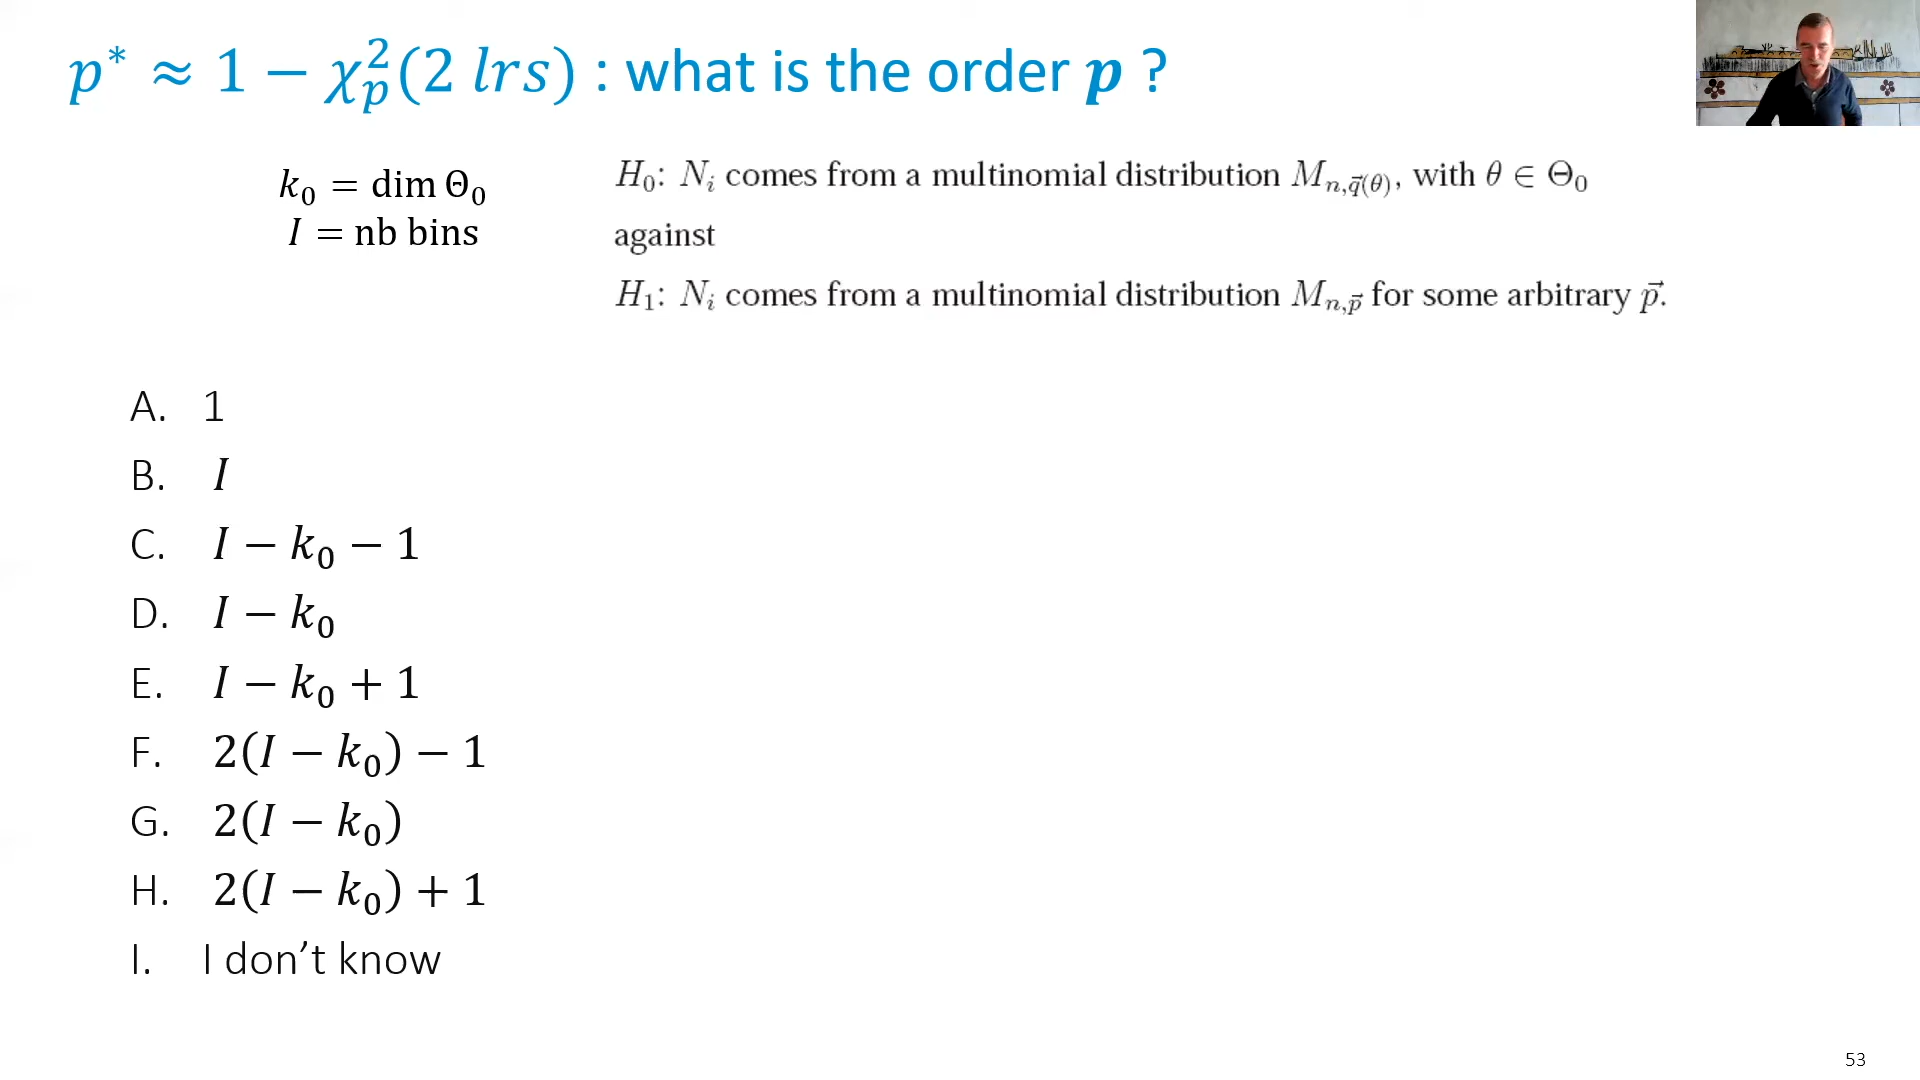 p* ≈ 1 − χ²ₚ(2 lrs) : what is the order p ?
k₀ = dim Θ₀
I = nb bins
H₀: Nᵢ comes from a multinomial distribution M_{n,q⃗(θ)}, with θ ∈ Θ₀
against
H₁: Nᵢ comes from a multinomial distribution M_{n,p⃗} for some arbitrary p⃗.
A. 1
B. I
C. I − k₀ − 1
D. I − k₀
E. I − k₀ + 1
F. 2(I − k₀) − 1
G. 2(I − k₀)
H. 2(I − k₀) + 1
I. I don’t know
53